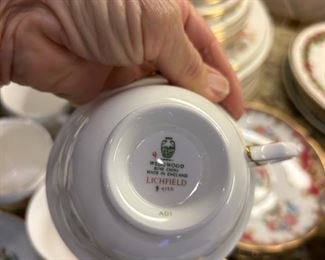 WEDGWOOD
BONE CHINA
MADE IN ENGLAND
LICHFIELD